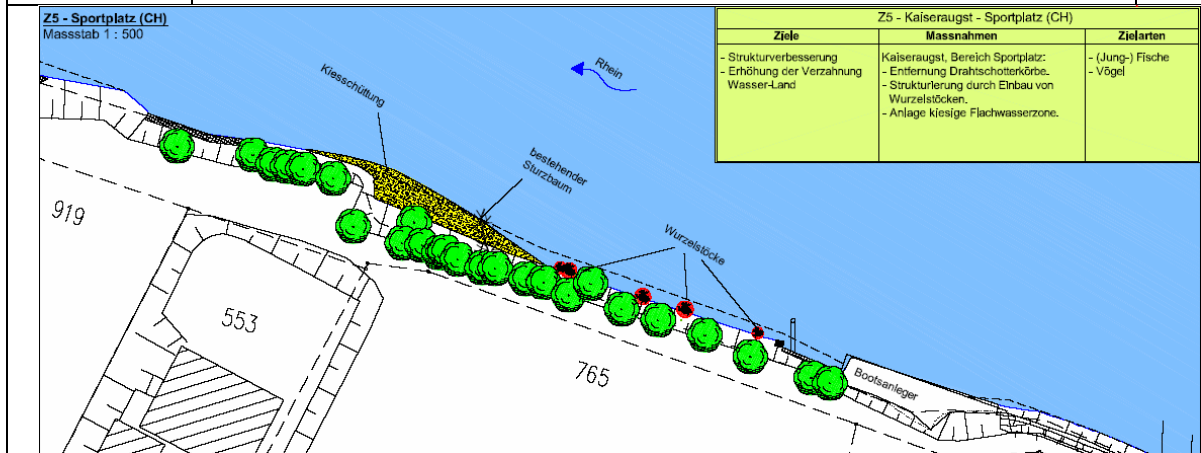 Z5 - Sportplatz (CH)
Massstab 1 : 500
Z5 - Kaiseraugst - Sportplatz (CH)
Ziele
Massnahmen
Zielarten
- Strukturverbesserung
- Erhöhung der Verzahnung
Wasser-Land
Kaiseraugst, Bereich Sportplatz:
- Entfernung Drahtschotterkörbe.
- Strukturierung durch Einbau von
Wurzelstöcken.
- Anlage kiesige Flachwasserzone.
- (Jung-) Fische
- Vögel
Rhein
Kiesschüttung
bestehender
Sturzbaum
Wurzelstöcke
919
553
765
Bootsanleger